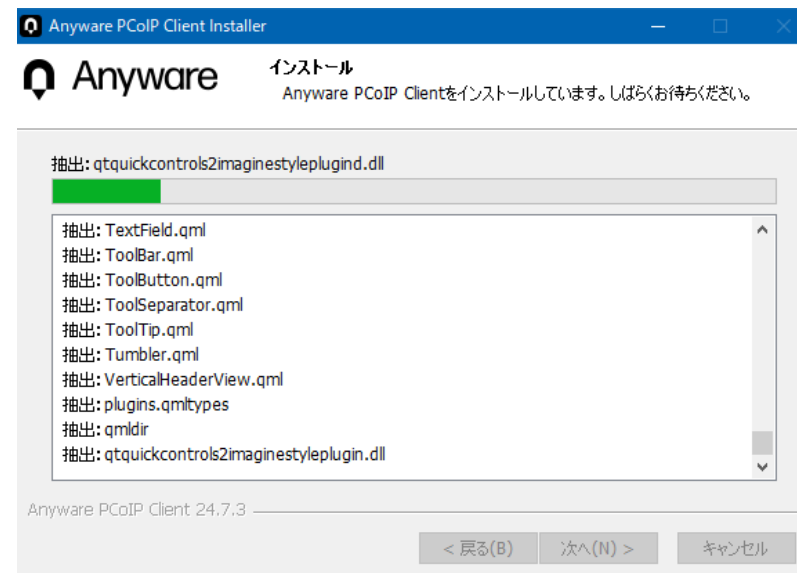 Anyware PCoIP Client Installer
Anyware
インストール
Anyware PCoIP Clientをインストールしています。しばらくお待ちください。
抽出: qtquickcontrols2imaginestyleplugind.dll
抽出: TextField.qml
抽出: ToolBar.qml
抽出: ToolButton.qml
抽出: ToolSeparator.qml
抽出: ToolTip.qml
抽出: Tumbler.qml
抽出: VerticalHeaderView.qml
抽出: plugins.qmltypes
抽出: qmldir
抽出: qtquickcontrols2imaginestyleplugin.dll
Anyware PCoIP Client 24.7.3
< 戻る(B)　次へ(N) >　キャンセル